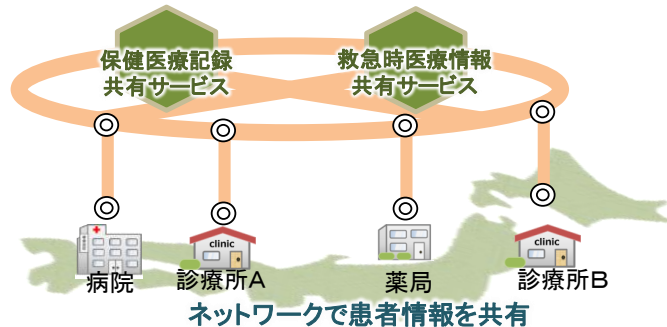 保健医療記録
共有サービス
救急時医療情報
共有サービス
clinic
clinic
病院
診療所A
薬局
診療所B
ネットワークで患者情報を共有